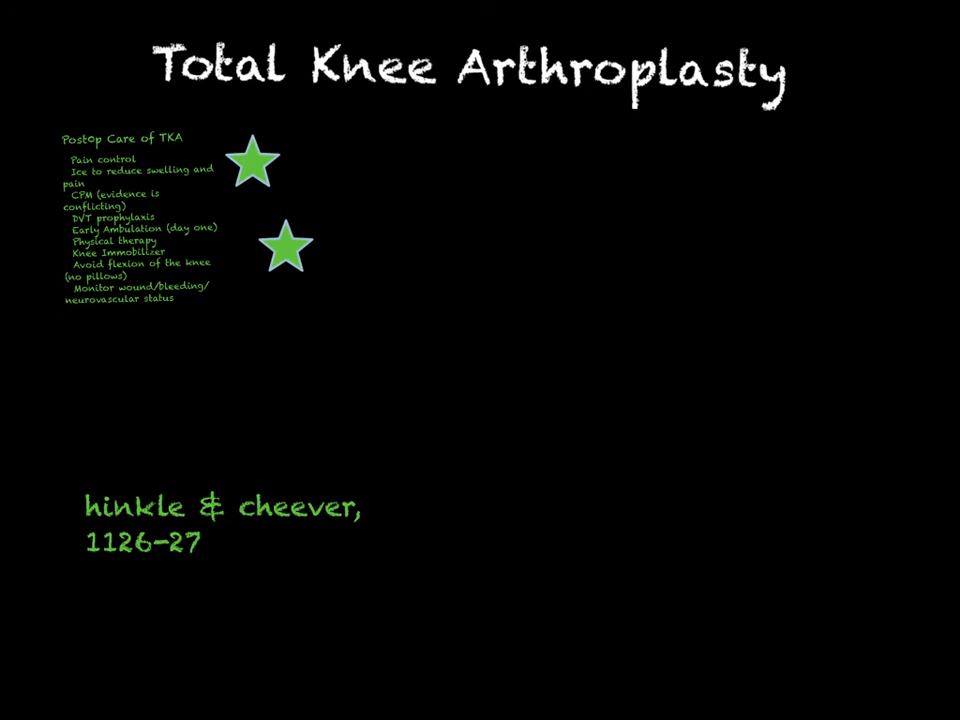 Total Knee Arthroplasty
PostOp Care of TKA
Pain control
Ice to reduce swelling and
pain
CPM (evidence is
conflicting)
DVT prophylaxis
Early Ambulation (day one)
Physical therapy
Knee Immobilizer
Avoid flexion of the knee
(no pillows)
Monitor wound/bleeding/
neurovascular status
hinkle & cheever,
1126-27